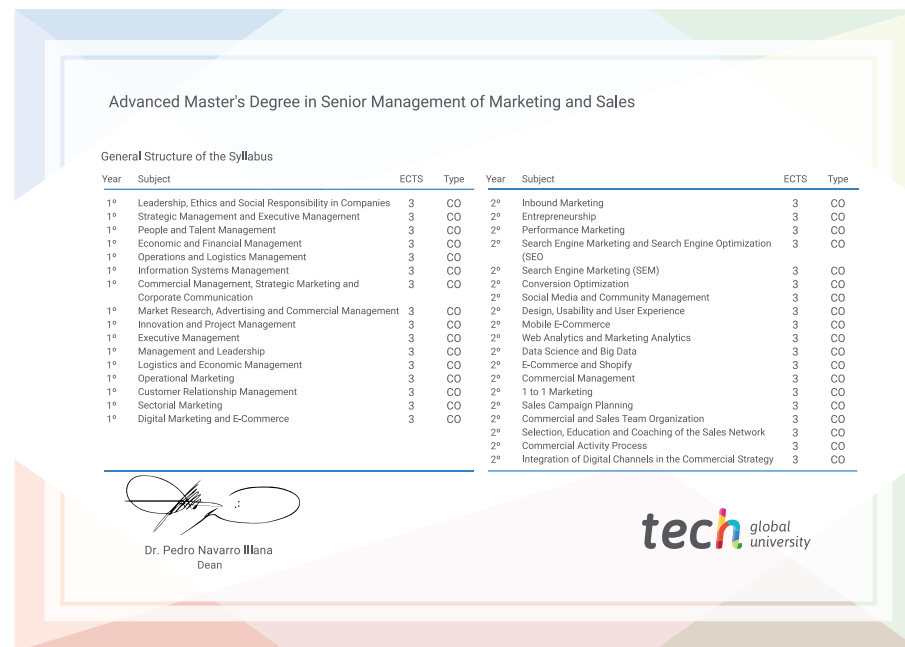 Advanced Master's Degree in Senior Management of Marketing and Sales
General Structure of the Syllabus
Year Subject ECTS Type
1º Leadership, Ethics and Social Responsibility in Companies 3 CO
1º Strategic Management and Executive Management 3 CO
1º People and Talent Management 3 CO
1º Economic and Financial Management 3 CO
1º Operations and Logistics Management 3 CO
1º Information Systems Management 3 CO
1º Commercial Management, Strategic Marketing and 3 CO
Corporate Communication
1º Market Research, Advertising and Commercial Management 3 CO
1º Innovation and Project Management 3 CO
1º Executive Management 3 CO
1º Management and Leadership 3 CO
1º Logistics and Economic Management 3 CO
1º Operational Marketing 3 CO
1º Customer Relationship Management 3 CO
1º Sectorial Marketing 3 CO
1º Digital Marketing and E-Commerce 3 CO
Year Subject ECTS Type
2º Inbound Marketing 3 CO
2º Entrepreneurship 3 CO
2º Performance Marketing 3 CO
2º Search Engine Marketing and Search Engine Optimization 3 CO
(SEO
2º Search Engine Marketing (SEM) 3 CO
2º Conversion Optimization 3 CO
2º Social Media and Community Management 3 CO
2º Design, Usability and User Experience 3 CO
2º Mobile E-Commerce 3 CO
2º Web Analytics and Marketing Analytics 3 CO
2º Data Science and Big Data 3 CO
2º E-Commerce and Shopify 3 CO
2º Commercial Management 3 CO
2º 1 to 1 Marketing 3 CO
2º Sales Campaign Planning 3 CO
2º Commercial and Sales Team Organization 3 CO
2º Selection, Education and Coaching of the Sales Network 3 CO
2º Commercial Activity Process 3 CO
2º Integration of Digital Channels in the Commercial Strategy 3 CO
Dr. Pedro Navarro Illana
Dean
tech global
university